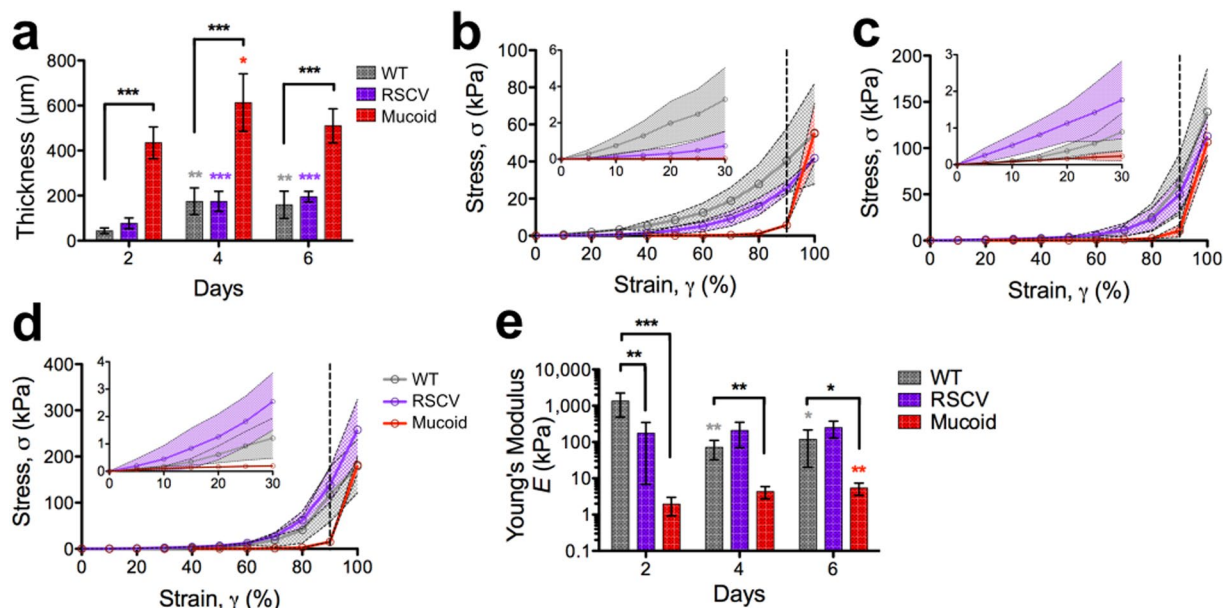 a
Thickness (µm)
800
600
400
200
0
***
***
***
*
**
***
**
***
2 4 6
Days
WT
RSCV
Mucoid
b
Stress, σ (kPa)
100
80
60
40
20
0
6
4
2
0
0 10 20 30
0 20 40 60 80 100
Strain, γ (%)
c
Stress, σ (kPa)
200
150
100
50
0
3
2
1
0
0 10 20 30
0 20 40 60 80 100
Strain, γ (%)
d
Stress, σ (kPa)
400
300
200
100
0
4
3
2
1
0
0 10 20 30
0 20 40 60 80 100
Strain, γ (%)
WT
RSCV
Mucoid
e
Young's Modulus
E (kPa)
10,000
1,000
100
10
1
0.1
***
**
**
*
**
*
**
2 4 6
Days
WT
RSCV
Mucoid